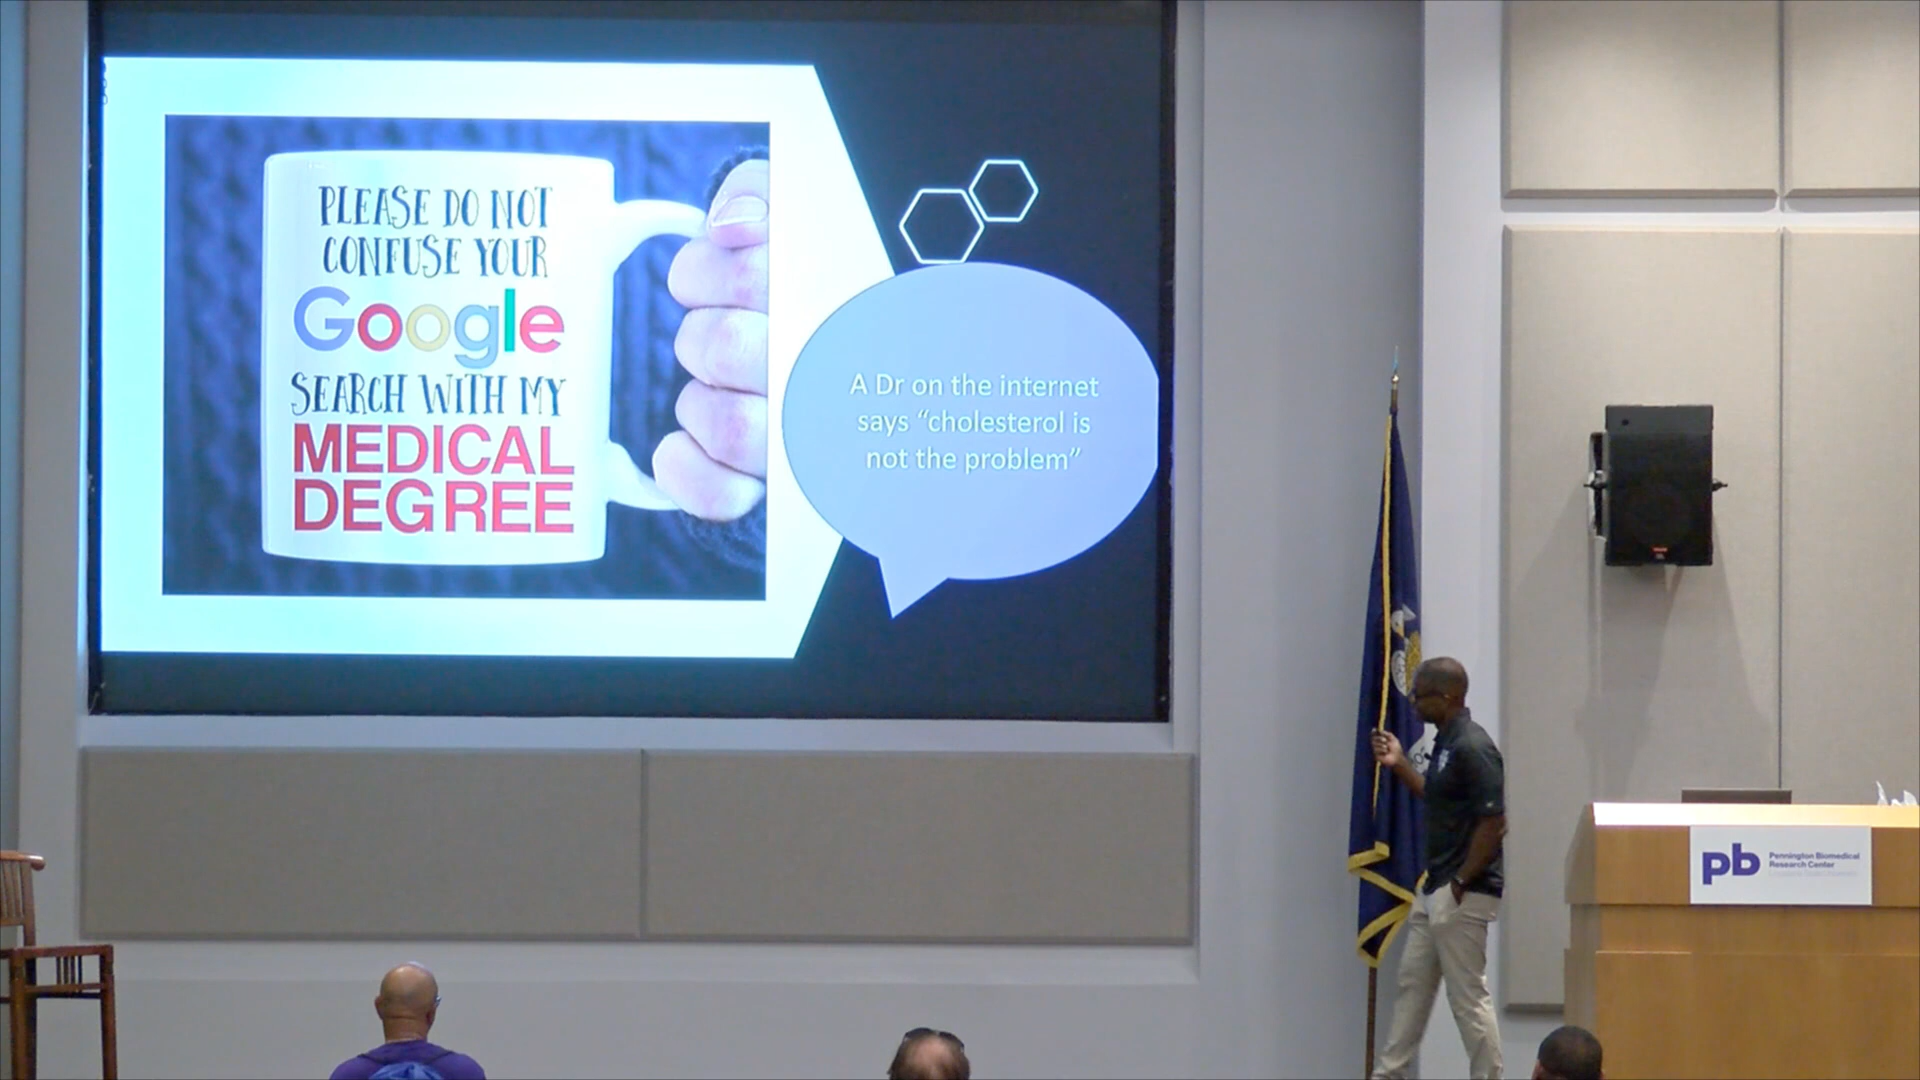 PLEASE DO NOT
CONFUSE YOUR
Google
SEARCH WITH MY
MEDICAL
DEGREE
A Dr on the internet
says “cholesterol is
not the problem”
pb
Pennington Biomedical
Research Center